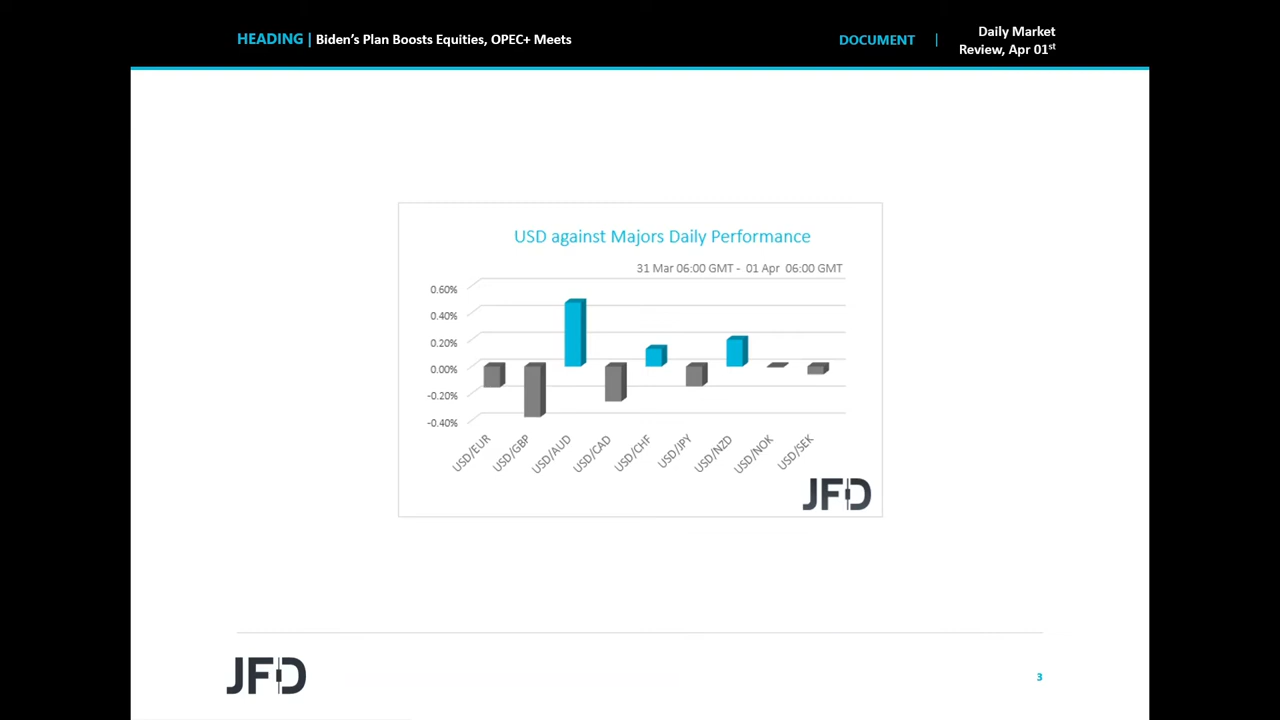 HEADING | Biden’s Plan Boosts Equities, OPEC+ Meets
DOCUMENT |
Daily Market
Review, Apr 01st
USD against Majors Daily Performance
31 Mar 06:00 GMT - 01 Apr 06:00 GMT
0.60%
0.40%
0.20%
0.00%
-0.20%
-0.40%
USD/EUR
USD/GBP
USD/AUD
USD/CAD
USD/CHF
USD/JPY
USD/NZD
USD/NOK
USD/SEK
JFD
JFD
3